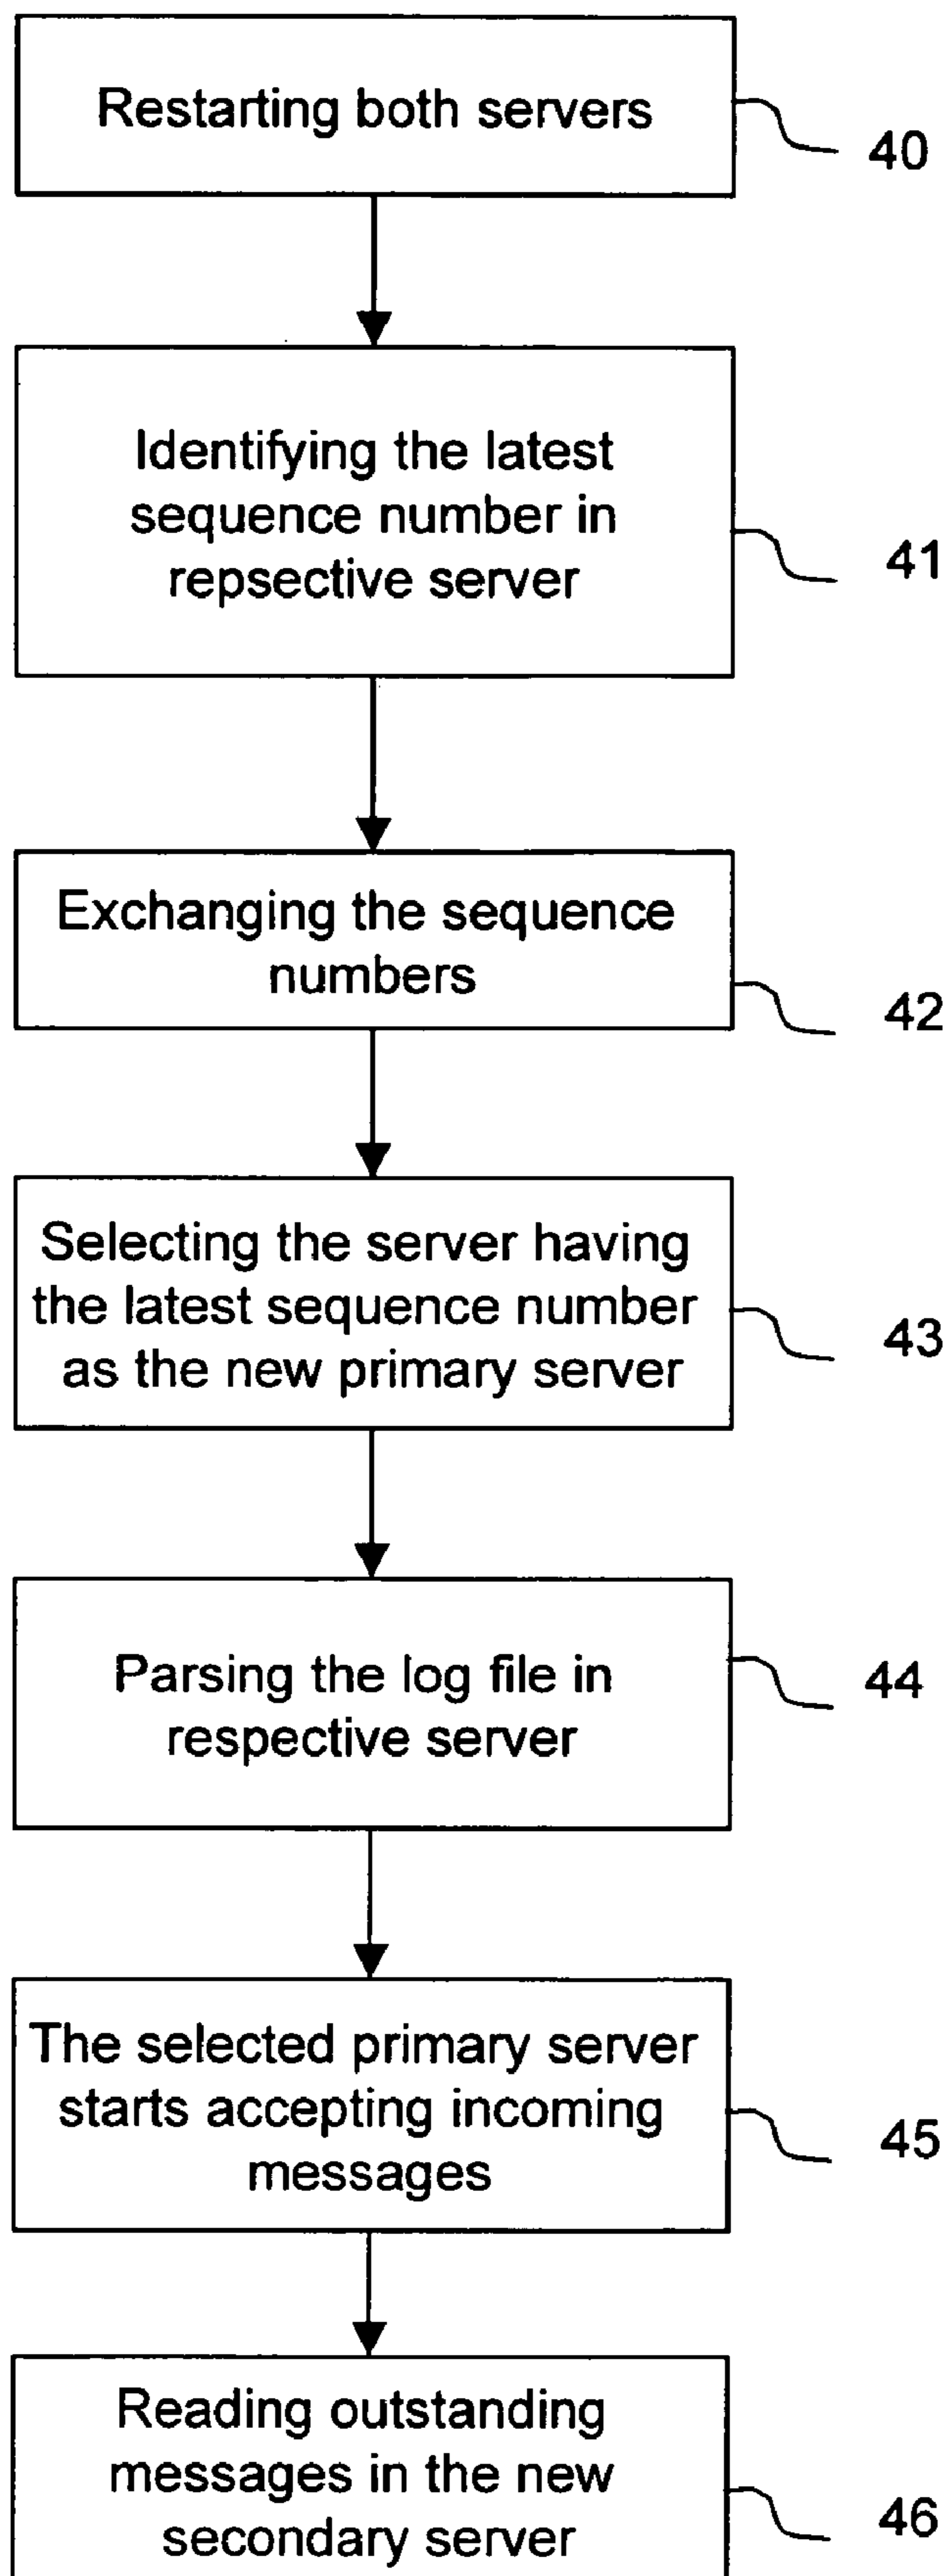 Restarting both servers
40
Identifying the latest
sequence number in
repsective server
41
Exchanging the sequence
numbers
42
Selecting the server having
the latest sequence number
as the new primary server
43
Parsing the log file in
respective server
44
The selected primary server
starts accepting incoming
messages
45
Reading outstanding
messages in the new
secondary server
46